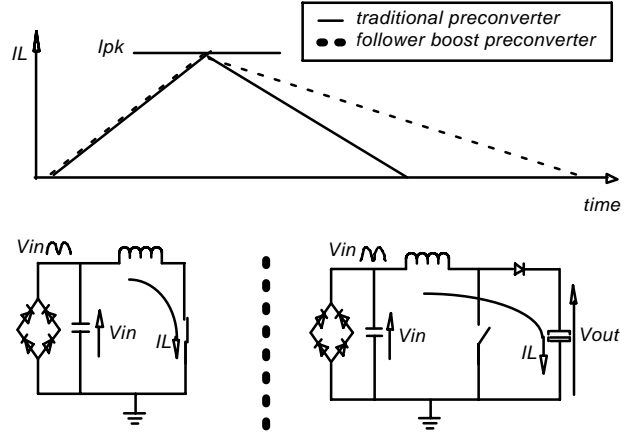 traditional preconverter
follower boost preconverter
Ipk
IL
time
Vin
Vin
IL
Vin
Vin
IL
Vout